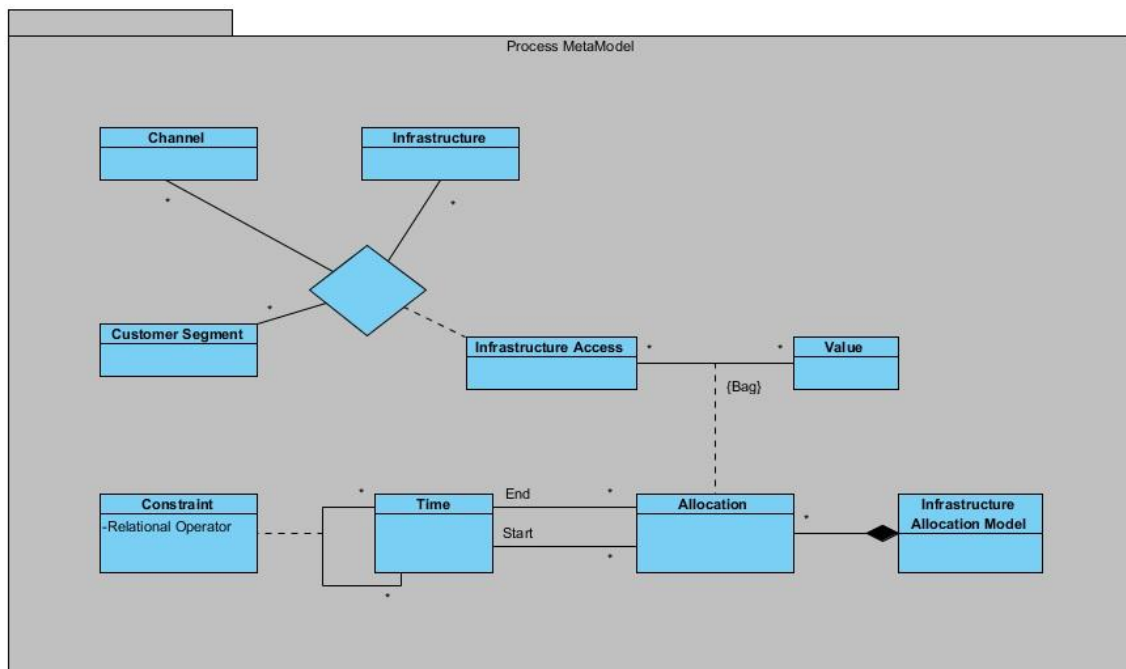 Process MetaModel
Channel
Infrastructure
*
*
*
Customer Segment
Infrastructure Access
*
*
Value
{Bag}
Constraint
-Relational Operator
*
Time
*
End
*
Start
*
Allocation
*
Infrastructure
Allocation Model